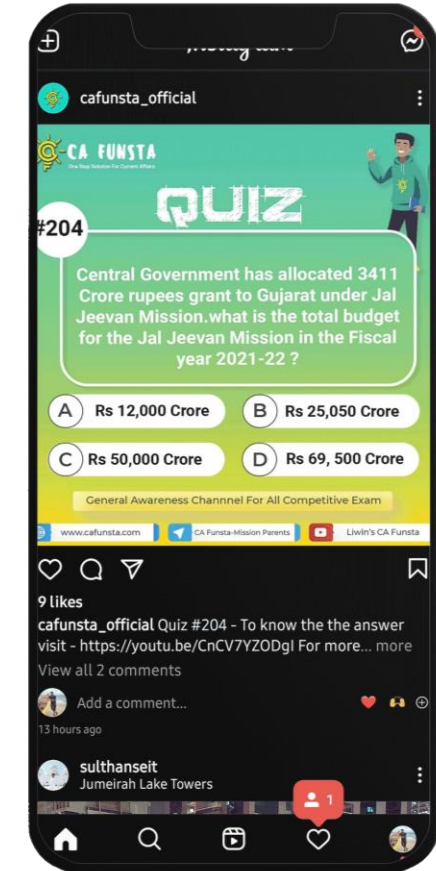 cafunsta_official
CA FUNSTA
One Stop Solution For Current Affairs
QUIZ
#204
Central Government has allocated 3411
Crore rupees grant to Gujarat under Jal
Jeevan Mission.what is the total budget
for the Jal Jeevan Mission in the Fiscal
year 2021-22 ?
A Rs 12,000 Crore
B Rs 25,050 Crore
C Rs 50,000 Crore
D Rs 69, 500 Crore
General Awareness Channnel For All Competitive Exam
www.cafunsta.com
CA Funsta-Mission Parents
Liwin's CA Funsta
9 likes
cafunsta_official Quiz #204 - To know the the answer
visit - https://youtu.be/CnCV7YZODgI For more... more
View all 2 comments
Add a comment...
13 hours ago
sulthanseit
Jumeirah Lake Towers
1